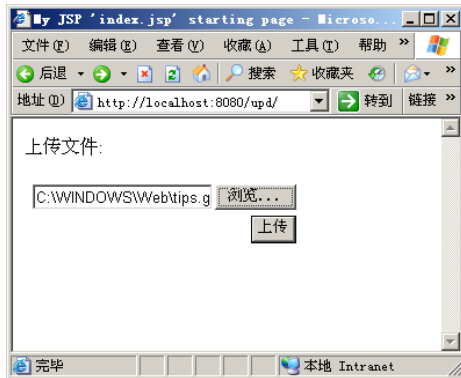 My JSP 'index.jsp' starting page - Microso...
文件(F) 编辑(E) 查看(V) 收藏(A) 工具(T) 帮助 »
后退 搜索 收藏夹 »
地址(D) http://localhost:8080/upd/ 转到 链接 »
上传文件:
C:\WINDOWS\Web\tips.g 浏览...
上传
完毕 本地 Intranet